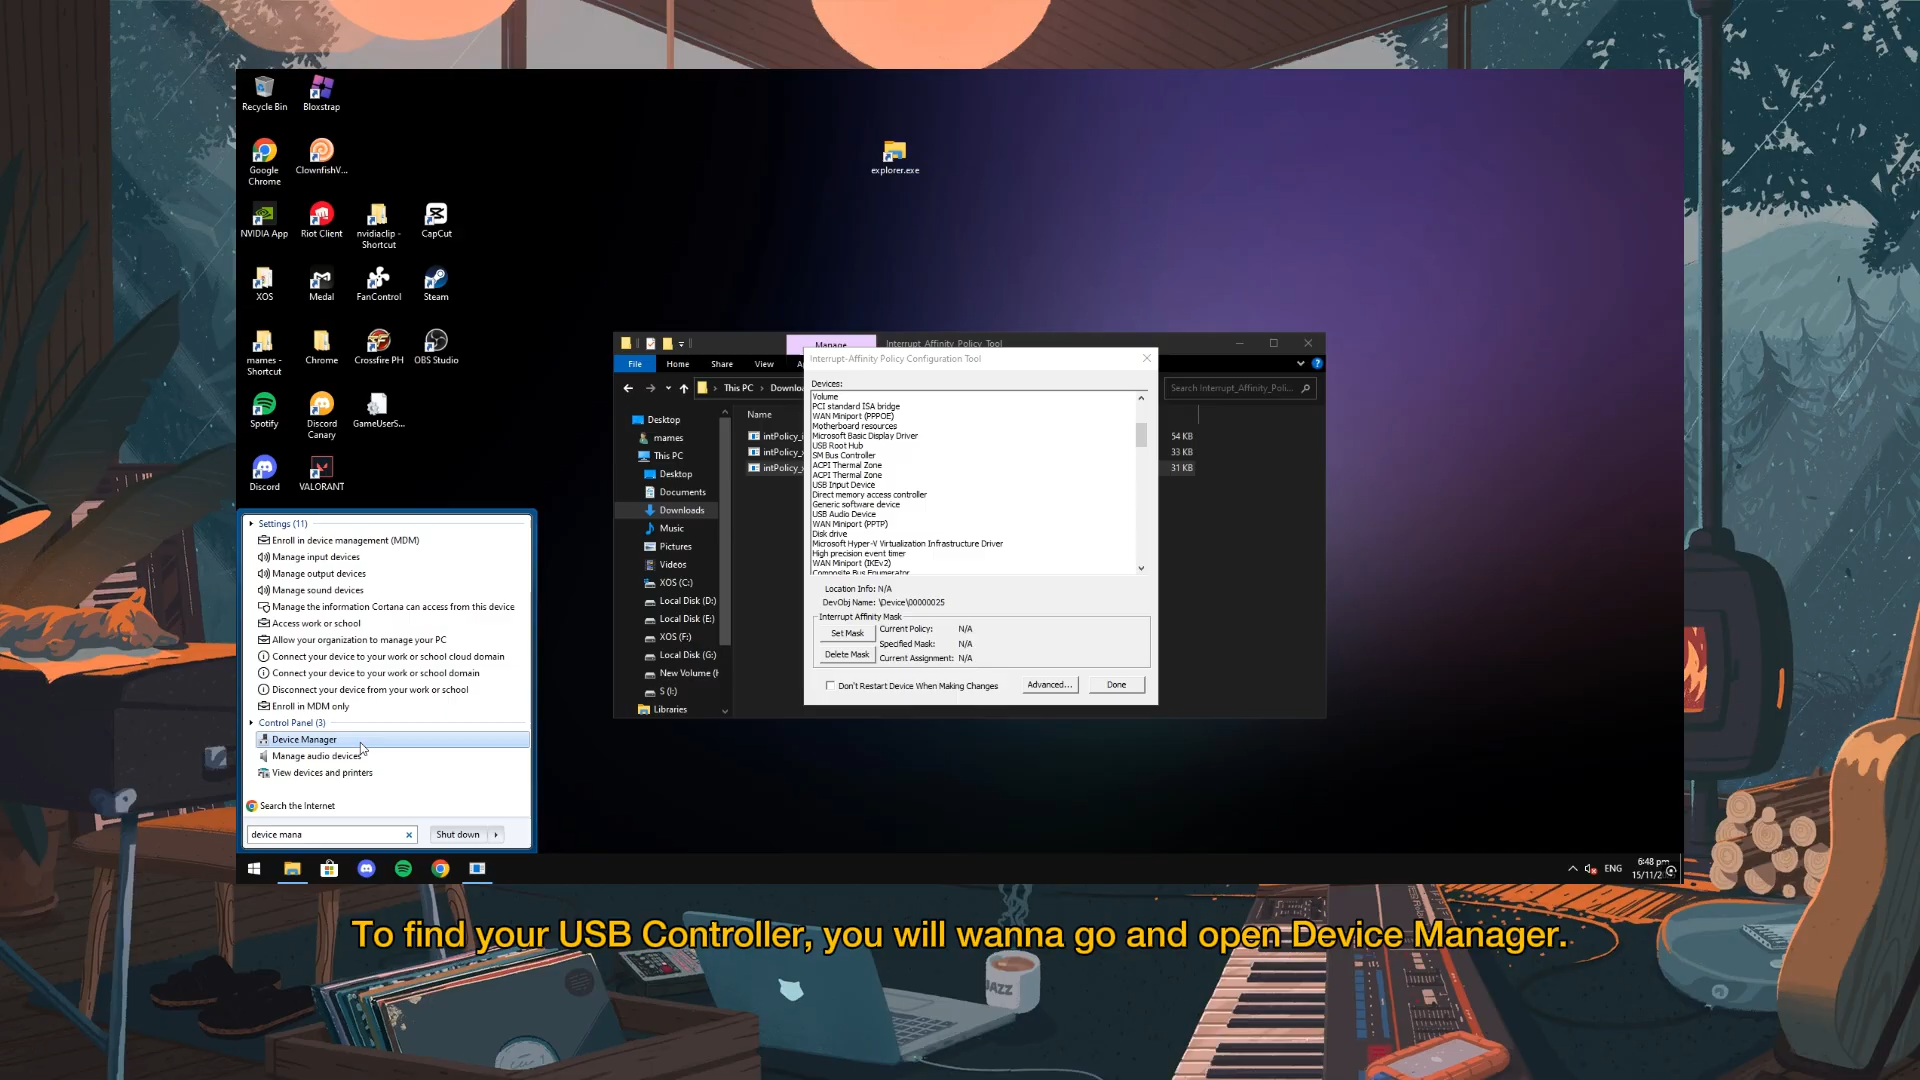 Recycle Bin
Bloxstrap
Google Chrome
ClownfishV...
NVIDIA App
Riot Client
nvidiaclip - Shortcut
CapCut
XOS
Medal
FanControl
Steam
mames - Shortcut
Chrome
Crossfire PH
OBS Studio
Spotify
Discord Canary
GameUserS...
Discord
VALORANT
explorer.exe
Manage
Interrupt_Affinity_Policy_Tool
File
Home
Share
View
This PC
Search Interrupt_Affinity_Poli...
Desktop
mames
This PC
Desktop
Documents
Downloads
Music
Pictures
Videos
XOS (C:)
Local Disk (D:)
Local Disk (E:)
XOS (F:)
Local Disk (G:)
New Volume (H
S (I:)
Libraries
Name
54 KB
33 KB
31 KB
Interrupt-Affinity Policy Configuration Tool
Devices:
Volume
PCI standard ISA bridge
WAN Miniport (PPPOE)
Motherboard resources
Microsoft Basic Display Driver
USB Root Hub
SM Bus Controller
ACPI Thermal Zone
ACPI Thermal Zone
USB Input Device
Direct memory access controller
Generic software device
USB Audio Device
WAN Miniport (PPTP)
Disk drive
Microsoft Hyper-V Virtualization Infrastructure Driver
High precision event timer
WAN Miniport (IKEv2)
Composite Bus Enumerator
Location Info: N/A
DevObj Name: \Device\00000025
Interrupt Affinity Mask
Set Mask
Delete Mask
Current Policy: N/A
Specified Mask: N/A
Current Assignment: N/A
Don't Restart Device When Making Changes
Advanced...
Done
Settings (11)
Enroll in device management (MDM)
Manage input devices
Manage output devices
Manage sound devices
Manage the information Cortana can access from this device
Access work or school
Allow your organization to manage your PC
Connect your device to your work or school cloud domain
Connect your device to your work or school domain
Disconnect your device from your work or school
Enroll in MDM only
Control Panel (3)
Device Manager
Manage audio devices
View devices and printers
Search the Internet
device mana
Shut down
ENG
6:48 pm
15/11/2
To find your USB Controller, you will wanna go and open Device Manager.
JAZZ